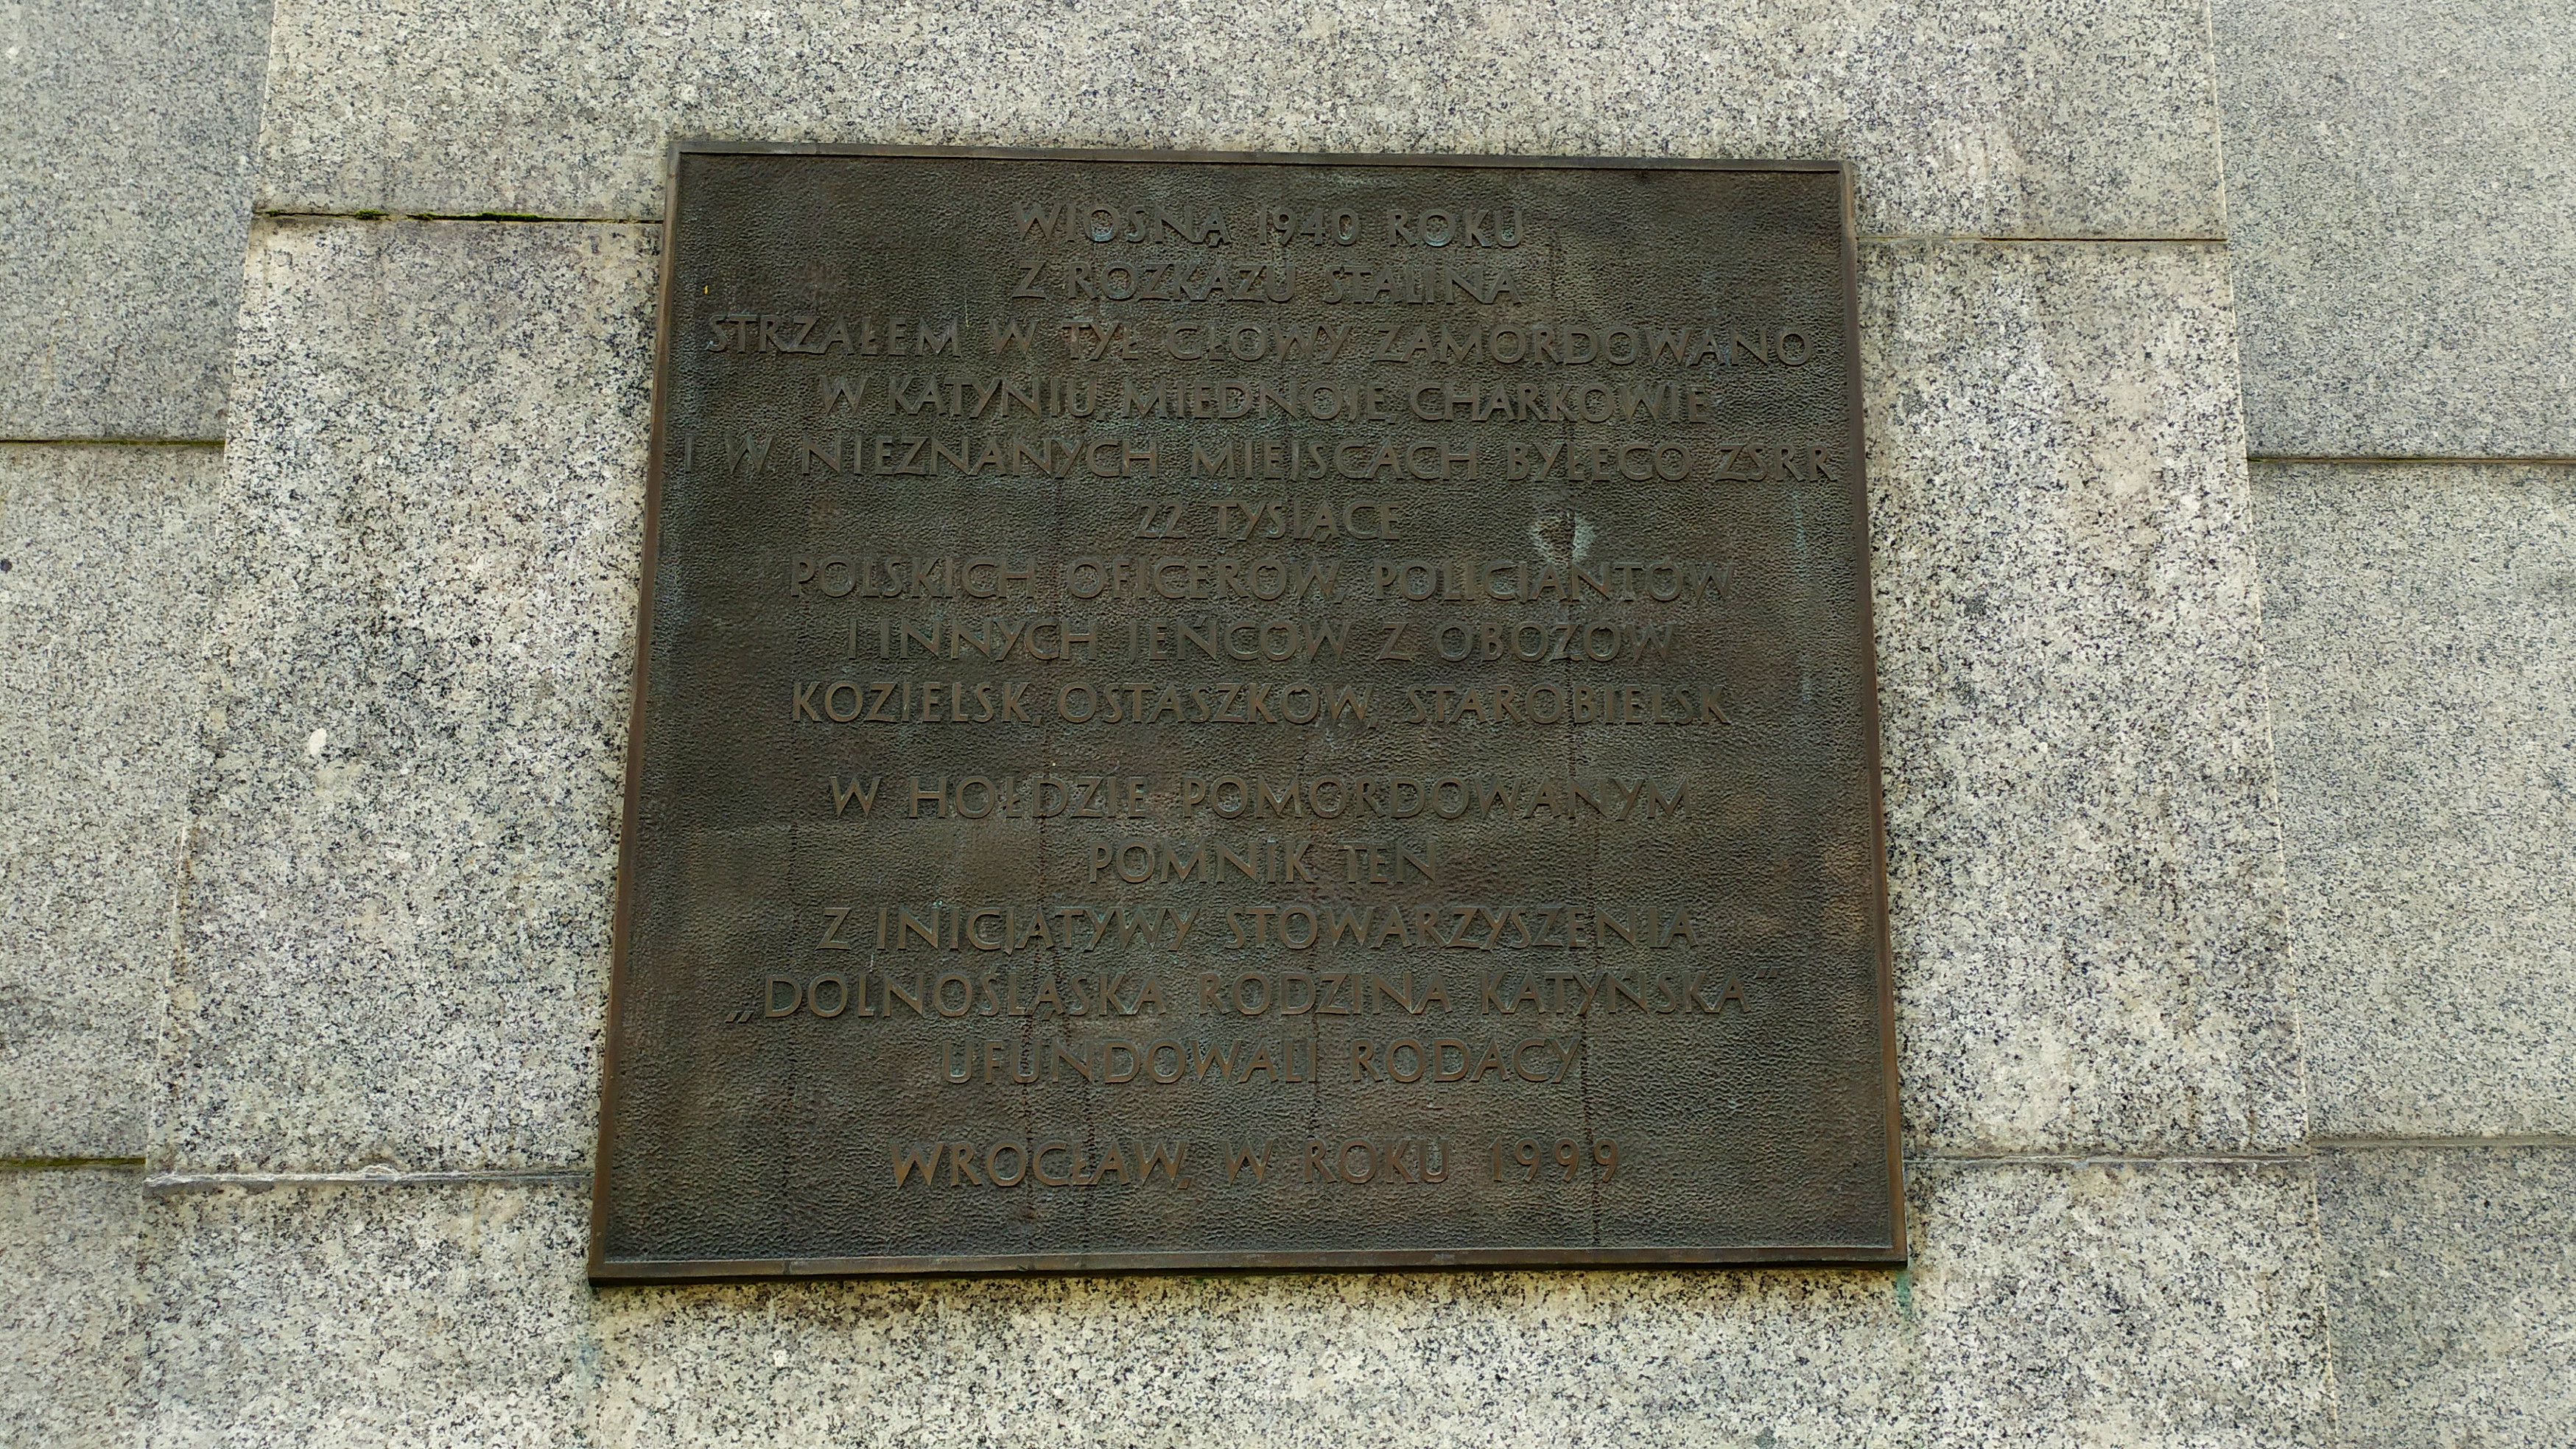 WIOSNĄ 1940 ROKU
Z ROZKAZU STALINA
STRZAŁEM W TYŁ GŁOWY ZAMORDOWANO
W KATYNIU, MIEDNOJE, CHARKOWIE
I W NIEZNANYCH MIEJSCACH BYŁEGO ZSRR
22 TYSIĄCE
POLSKICH OFICERÓW, POLICJANTÓW
I INNYCH JEŃCÓW Z OBOZÓW
KOZIELSK, OSTASZKÓW, STAROBIELSK
W HOŁDZIE POMORDOWANYM
POMNIK TEN
Z INICJATYWY STOWARZYSZENIA
„DOLNOŚLĄSKA RODZINA KATYŃSKA”
UFUNDOWALI RODACY
WROCŁAW, W ROKU 1999